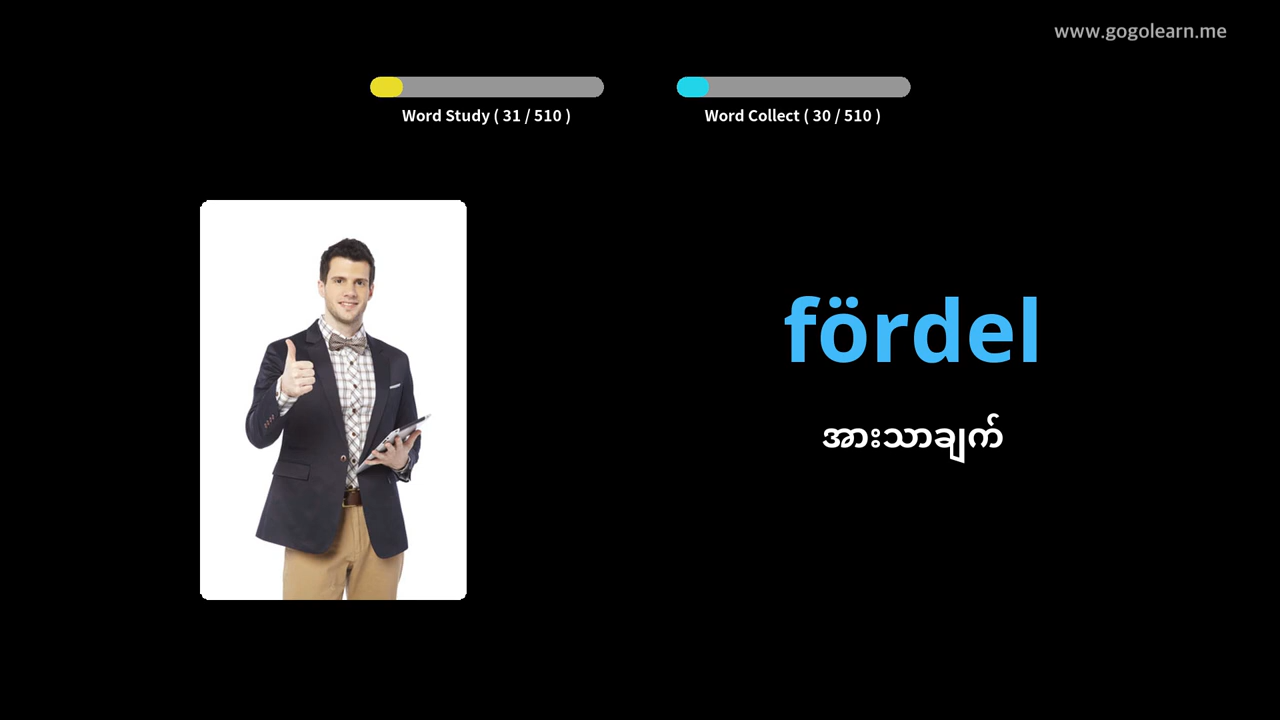 www.gogolearn.me
Word Study ( 31 / 510 )
Word Collect ( 30 / 510 )
fördel
အားသာချက်